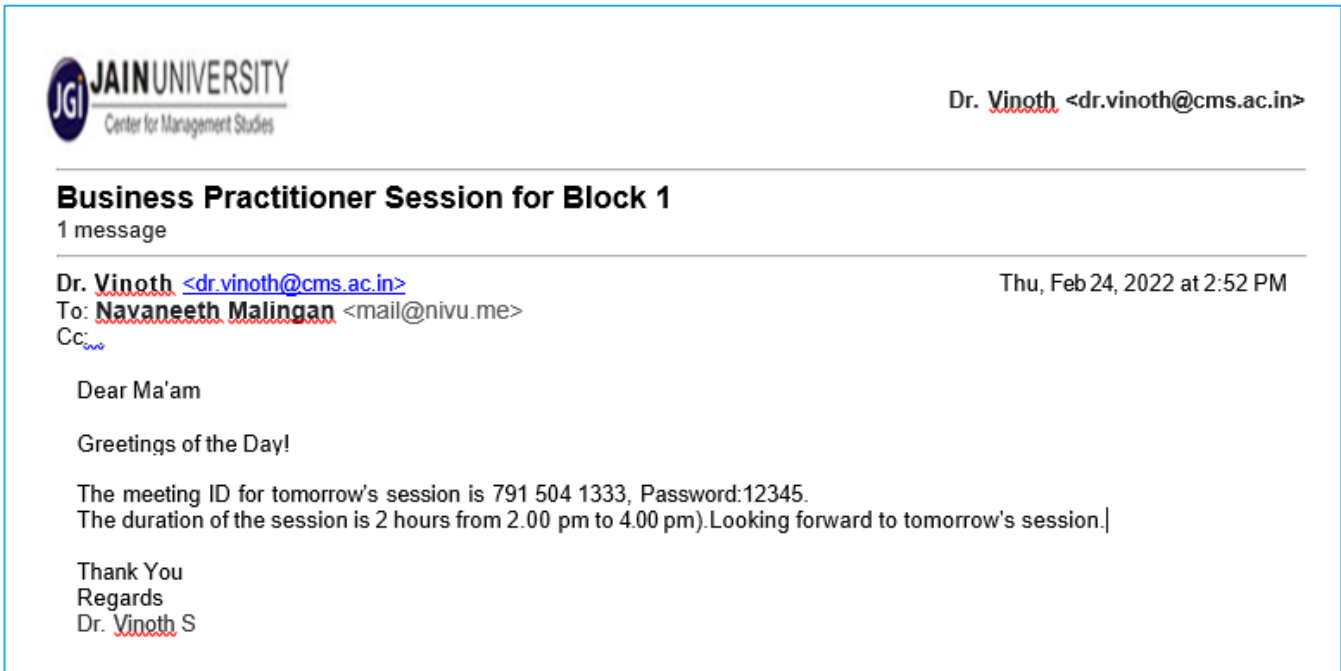 JGi JAIN UNIVERSITY
Center for Management Studies
Dr. Vinoth <dr.vinoth@cms.ac.in>
Business Practitioner Session for Block 1
1 message
Dr. Vinoth <dr.vinoth@cms.ac.in> Thu, Feb 24, 2022 at 2:52 PM
To: Navaneeth Malingan <mail@nivu.me>
Cc:
Dear Ma'am
Greetings of the Day!
The meeting ID for tomorrow's session is 791 504 1333, Password:12345.
The duration of the session is 2 hours from 2.00 pm to 4.00 pm).Looking forward to tomorrow's session.
Thank You
Regards
Dr. Vinoth S